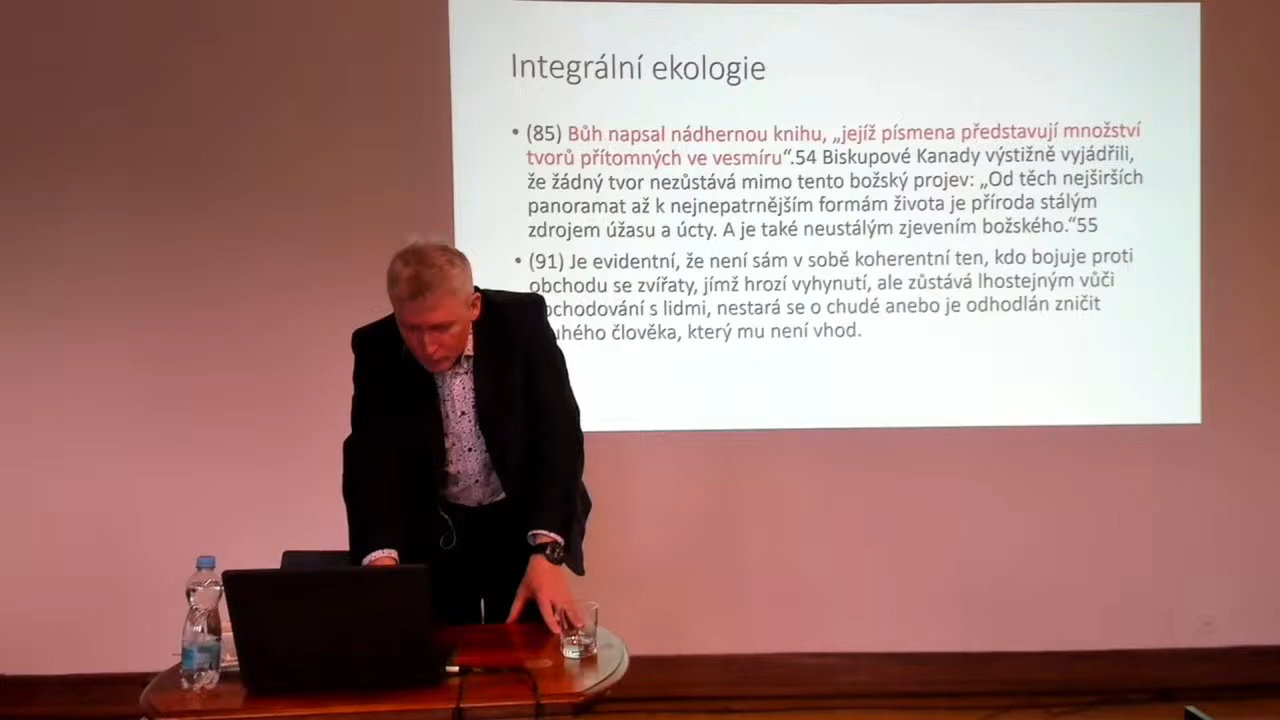 Integrální ekologie
• (85) Bůh napsal nádhernou knihu, „jejíž písmena představují množství
tvorů přítomných ve vesmíru“.54 Biskupové Kanady výstižně vyjádřili,
že žádný tvor nezůstává mimo tento božský projev: „Od těch nejširších
panoramat až k nejnepatrnějším formám života je příroda stálým
zdrojem úžasu a úcty. A je také neustálým zjevením božského.“55
• (91) Je evidentní, že není sám v sobě koherentní ten, kdo bojuje proti
obchodu se zvířaty, jímž hrozí vyhynutí, ale zůstává lhostejným vůči
bchodování s lidmi, nestará se o chudé anebo je odhodlán zničit
uhého člověka, který mu není vhod.